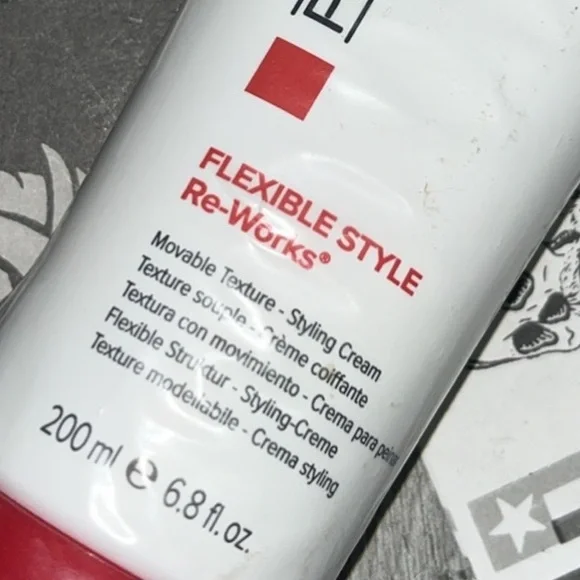 FLEXIBLE STYLE
Re-Works®
Movable Texture - Styling Cream
Texture souple - Crème coiffante
Textura con movimiento - Crema para
Flexible Struktur - Styling-Creme
Texture modellabile - Crema styling
200 ml ℮ 6.8 fl. oz.